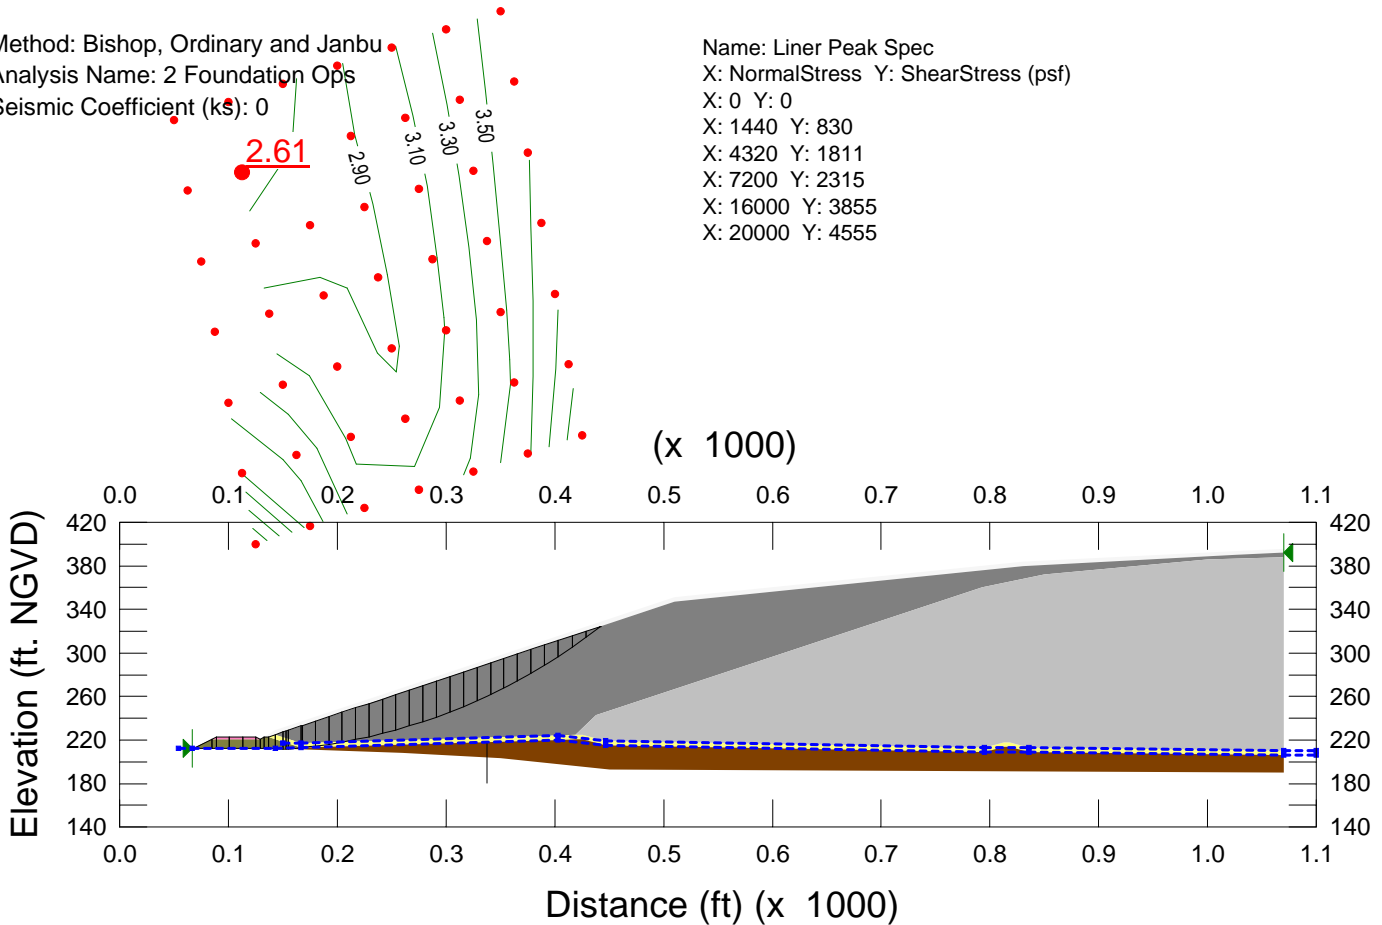 Method: Bishop, Ordinary and Janbu
Analysis Name: 2 Foundation Ops
Seismic Coefficient (ks): 0
Name: Liner Peak Spec
X: NormalStress Y: ShearStress (psf)
X: 0 Y: 0
X: 1440 Y: 830
X: 4320 Y: 1811
X: 7200 Y: 2315
X: 16000 Y: 3855
X: 20000 Y: 4555
2.61
2.90
3.10
3.30
3.50
(x 1000)
0.0 0.1 0.2 0.3 0.4 0.5 0.6 0.7 0.8 0.9 1.0 1.1
420 420
380 380
340 340
300 300
260 260
220 220
180 180
140 140
Elevation (ft. NGVD)
0.0 0.1 0.2 0.3 0.4 0.5 0.6 0.7 0.8 0.9 1.0 1.1
Distance (ft) (x 1000)